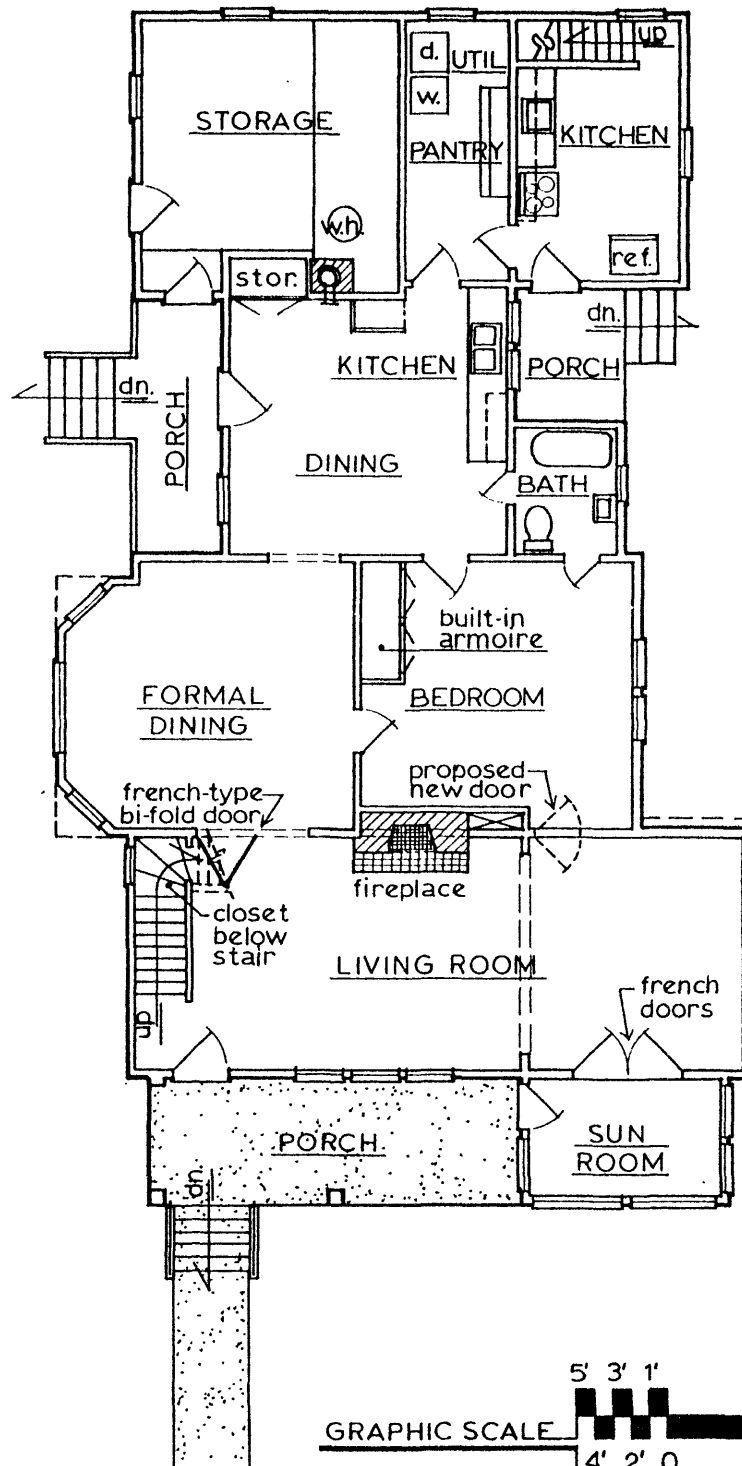 up
d.
UTIL
w.
STORAGE
PANTRY
KITCHEN
w.h.
ref.
stor.
dn.
KITCHEN
PORCH
dn.
PORCH
DINING
BATH
built-in
armoire
FORMAL
DINING
BEDROOM
french-type
bi-fold door
proposed
new door
fireplace
closet
below
stair
LIVING ROOM
french
doors
up
PORCH
SUN
ROOM
dn.
5' 3' 1'
GRAPHIC SCALE
4' 2' 0